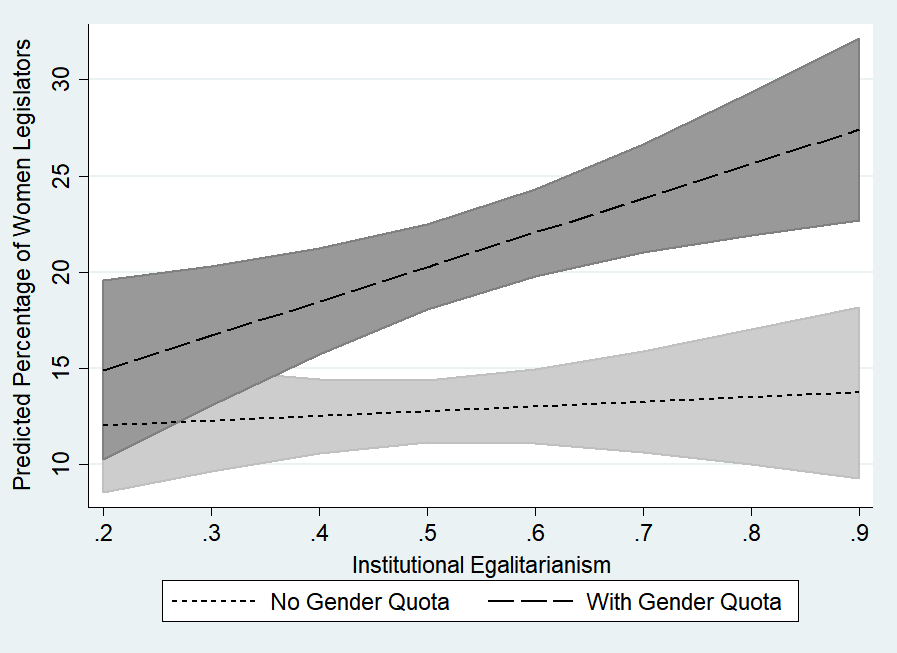 Predicted Percentage of Women Legislators
30
25
20
15
10
.2 .3 .4 .5 .6 .7 .8 .9
Institutional Egalitarianism
No Gender Quota With Gender Quota